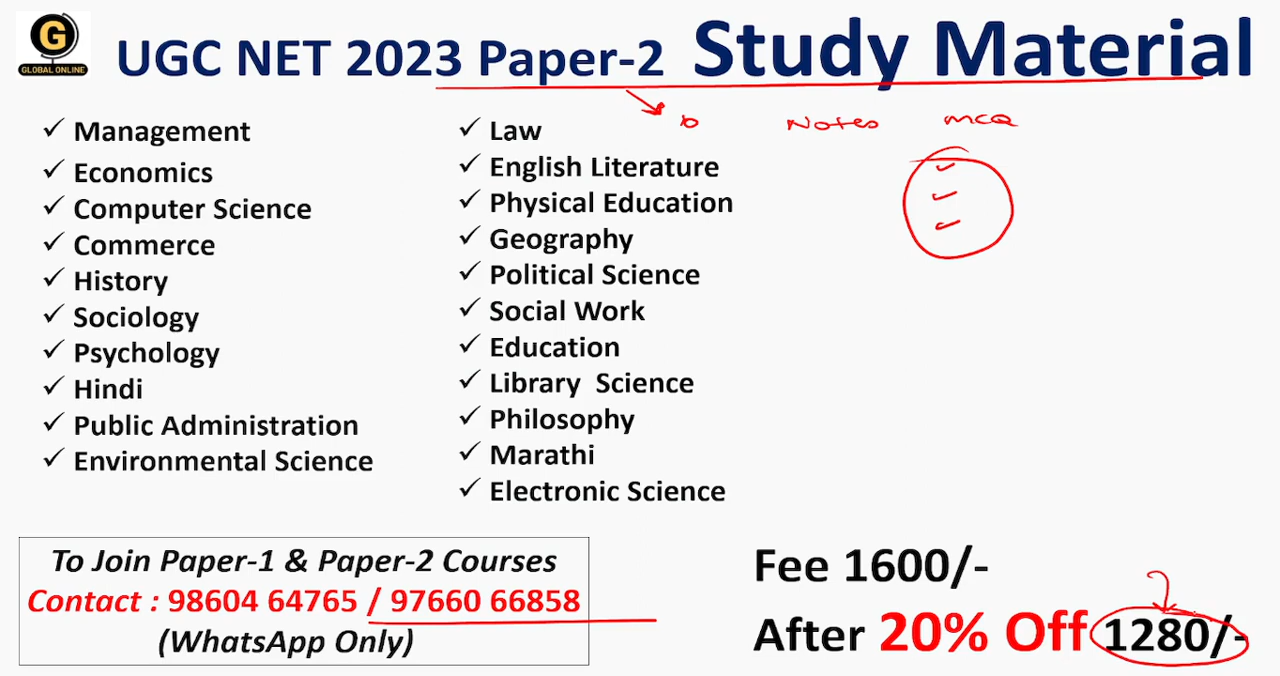 G
GLOBAL ONLINE
UGC NET 2023 Paper-2 Study Material
Notes MCQ
✓ Management
✓ Economics
✓ Computer Science
✓ Commerce
✓ History
✓ Sociology
✓ Psychology
✓ Hindi
✓ Public Administration
✓ Environmental Science
✓ Law
✓ English Literature
✓ Physical Education
✓ Geography
✓ Political Science
✓ Social Work
✓ Education
✓ Library Science
✓ Philosophy
✓ Marathi
✓ Electronic Science
To Join Paper-1 & Paper-2 Courses
Contact : 98604 64765 / 97660 66858
(WhatsApp Only)
Fee 1600/-
After 20% Off 1280/-